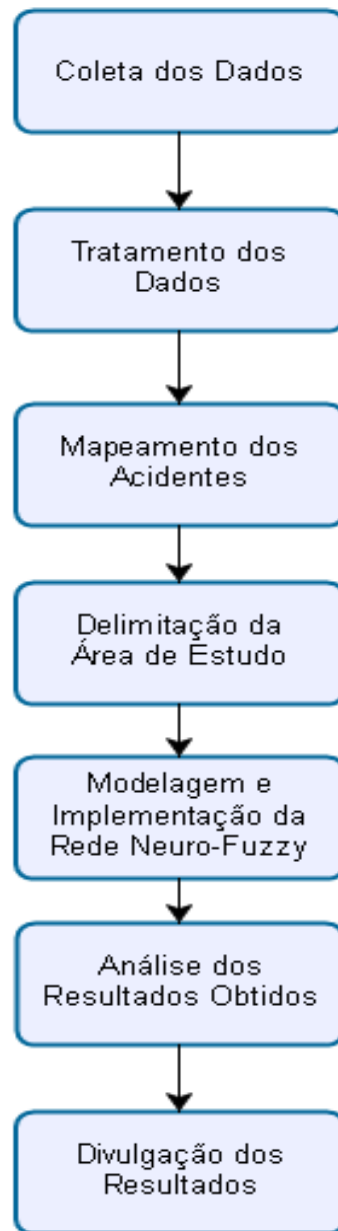 Coleta dos Dados
Tratamento dos
Dados
Mapeamento dos
Acidentes
Delimitação da
Área de Estudo
Modelagem e
Implementação da
Rede Neuro-Fuzzy
Análise dos
Resultados Obtidos
Divulgação dos
Resultados